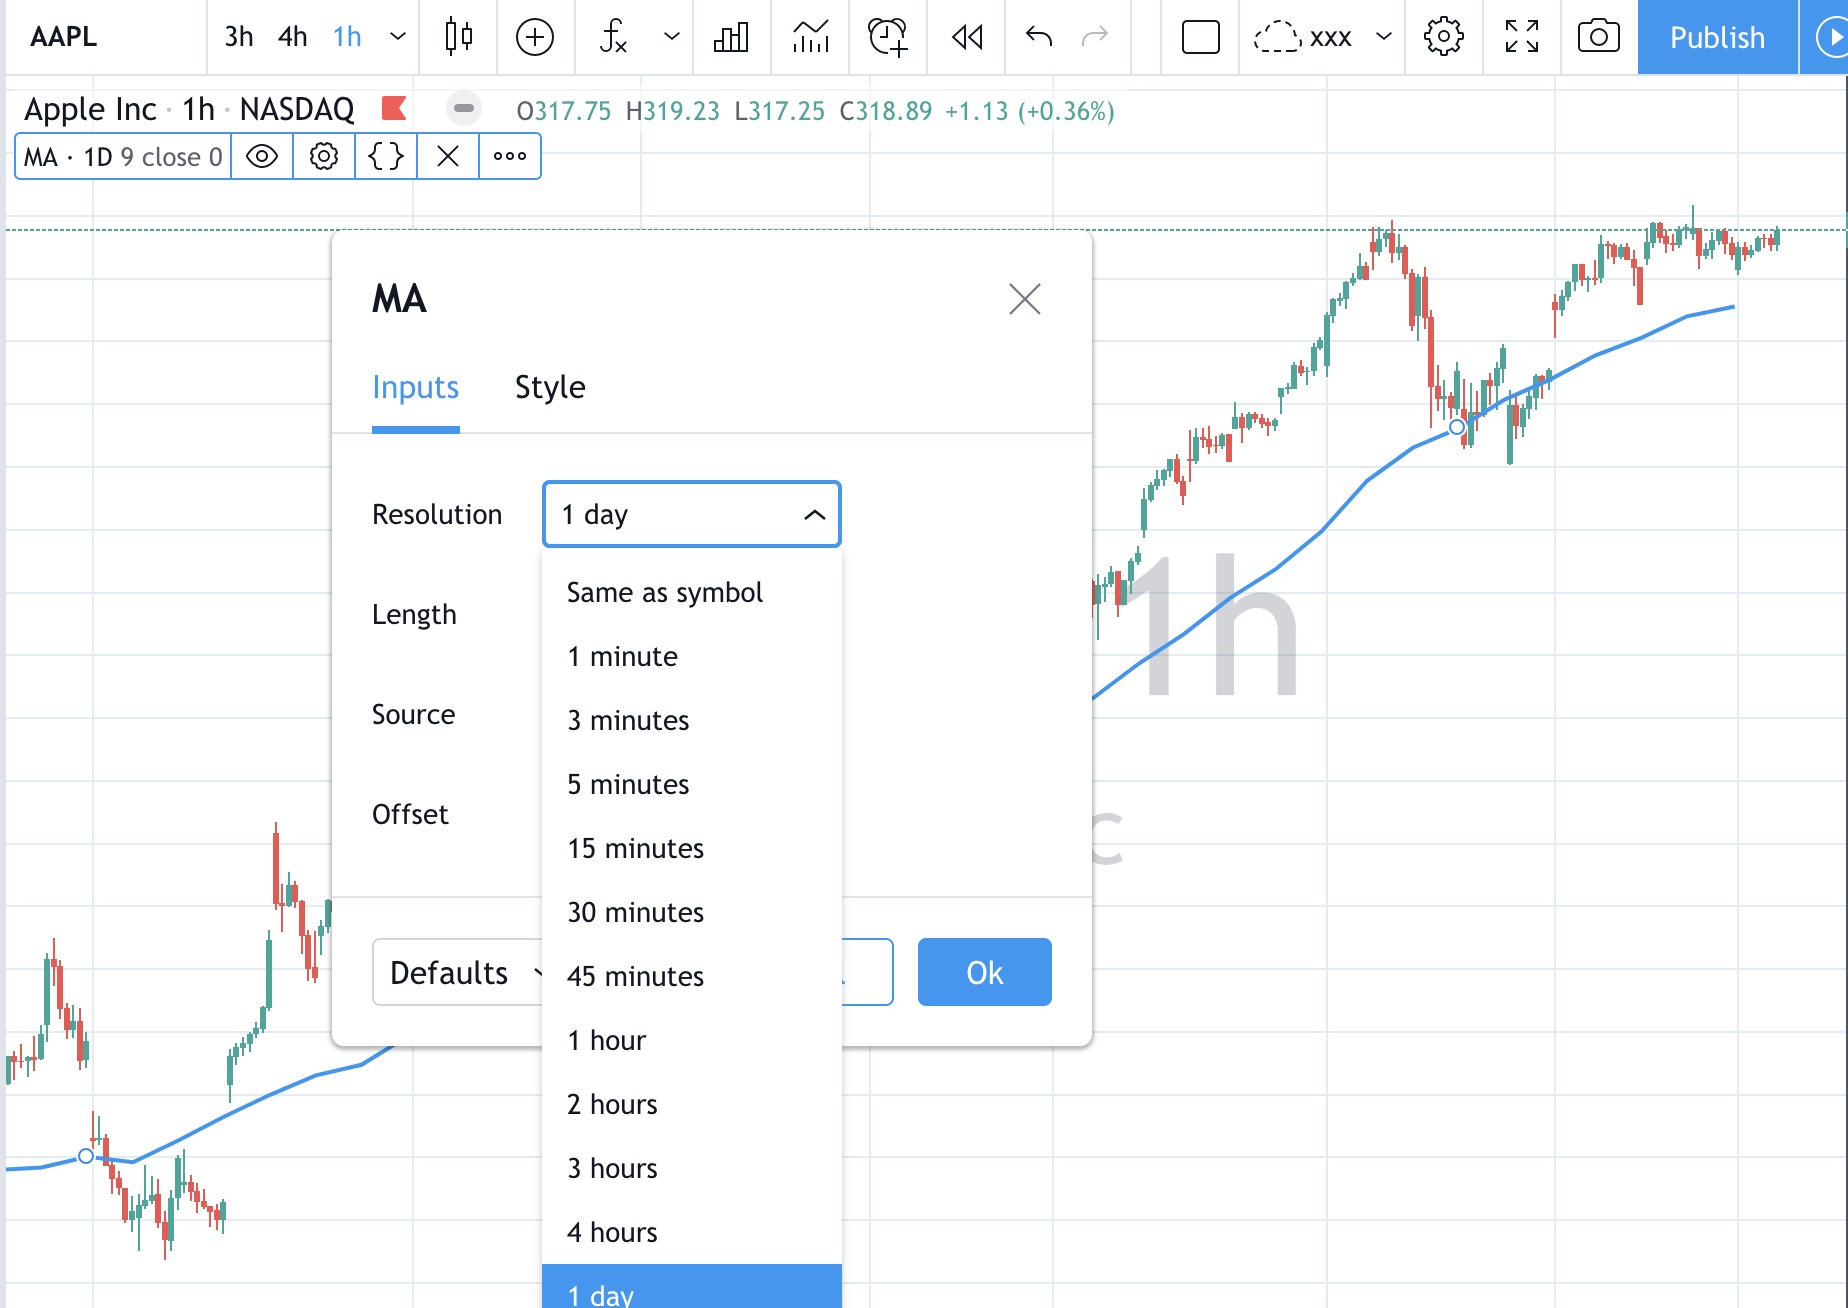 AAPL 3h 4h 1h xxx Publish
Apple Inc · 1h · NASDAQ O317.75 H319.23 L317.25 C318.89 +1.13 (+0.36%)
MA · 1D 9 close 0
MA
Inputs Style
Resolution 1 day
Same as symbol
Length
1 minute
1h
Source
3 minutes
5 minutes
Offset
15 minutes
30 minutes
Defaults 45 minutes Ok
1 hour
2 hours
3 hours
4 hours
1 day